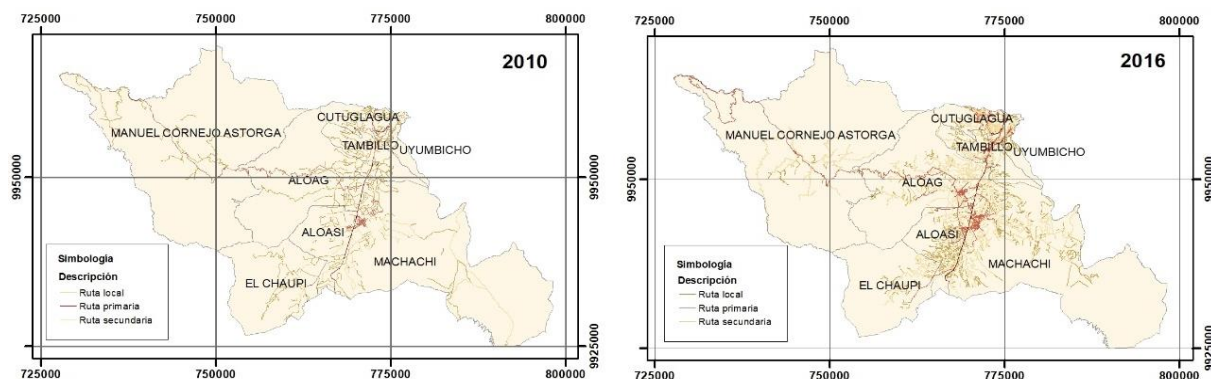 725000 750000 775000 800000
2010
CUTUGLAGUA
MANUEL CORNEJO ASTORGA
TAMBILLO
UYUMBICHO
9950000
9950000
ALOAG
ALOASI
MACHACHI
EL CHAUPI
Simbología
Descripción
Ruta local
Ruta primaria
Ruta secundaria
9925000
725000 750000 775000 800000
725000 750000 775000 800000
2016
CUTUGLAGUA
MANUEL CORNEJO ASTORGA
TAMBILLO
UYUMBICHO
9950000
9950000
ALOAG
ALOASI
MACHACHI
EL CHAUPI
Simbología
Descripción
Ruta local
Ruta primaria
Ruta secundaria
9925000
725000 750000 775000 800000